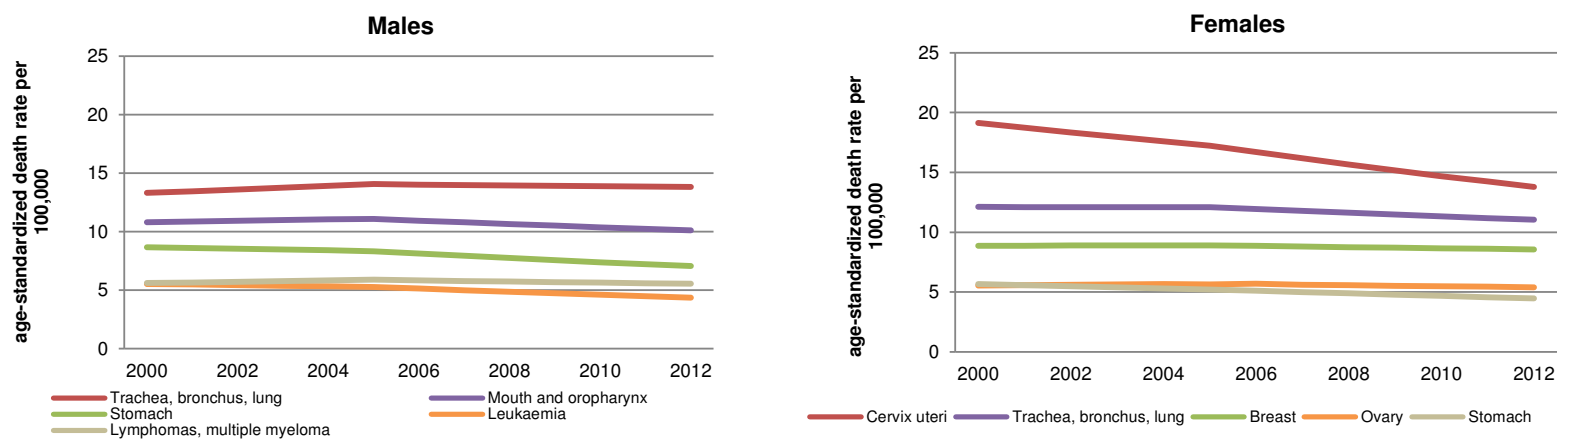 Males
age-standardized death rate per
100,000
25
20
15
10
5
0
2000 2002 2004 2006 2008 2010 2012
Trachea, bronchus, lung Mouth and oropharynx
Stomach Leukaemia
Lymphomas, multiple myeloma
Females
age-standardized death rate per
100,000
25
20
15
10
5
0
2000 2002 2004 2006 2008 2010 2012
Cervix uteri Trachea, bronchus, lung Breast Ovary Stomach